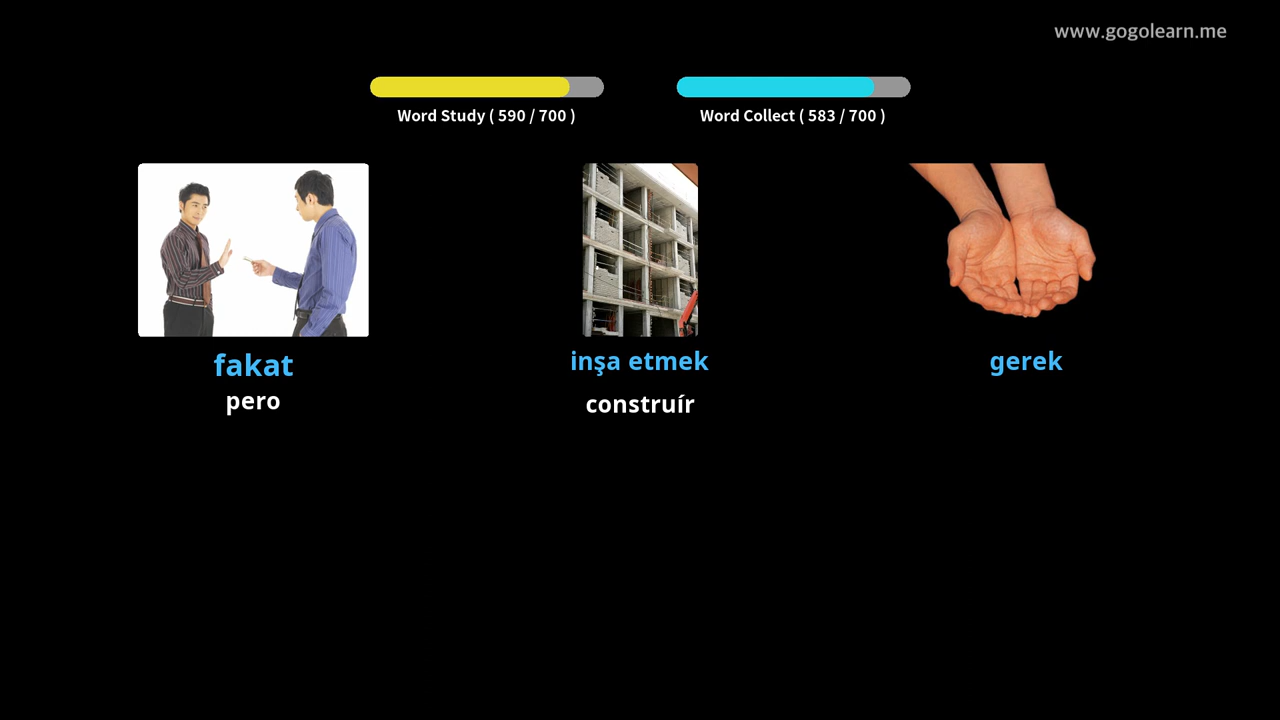 www.gogolearn.me
Word Study ( 590 / 700 )
Word Collect ( 583 / 700 )
fakat
pero
inşa etmek
construír
gerek